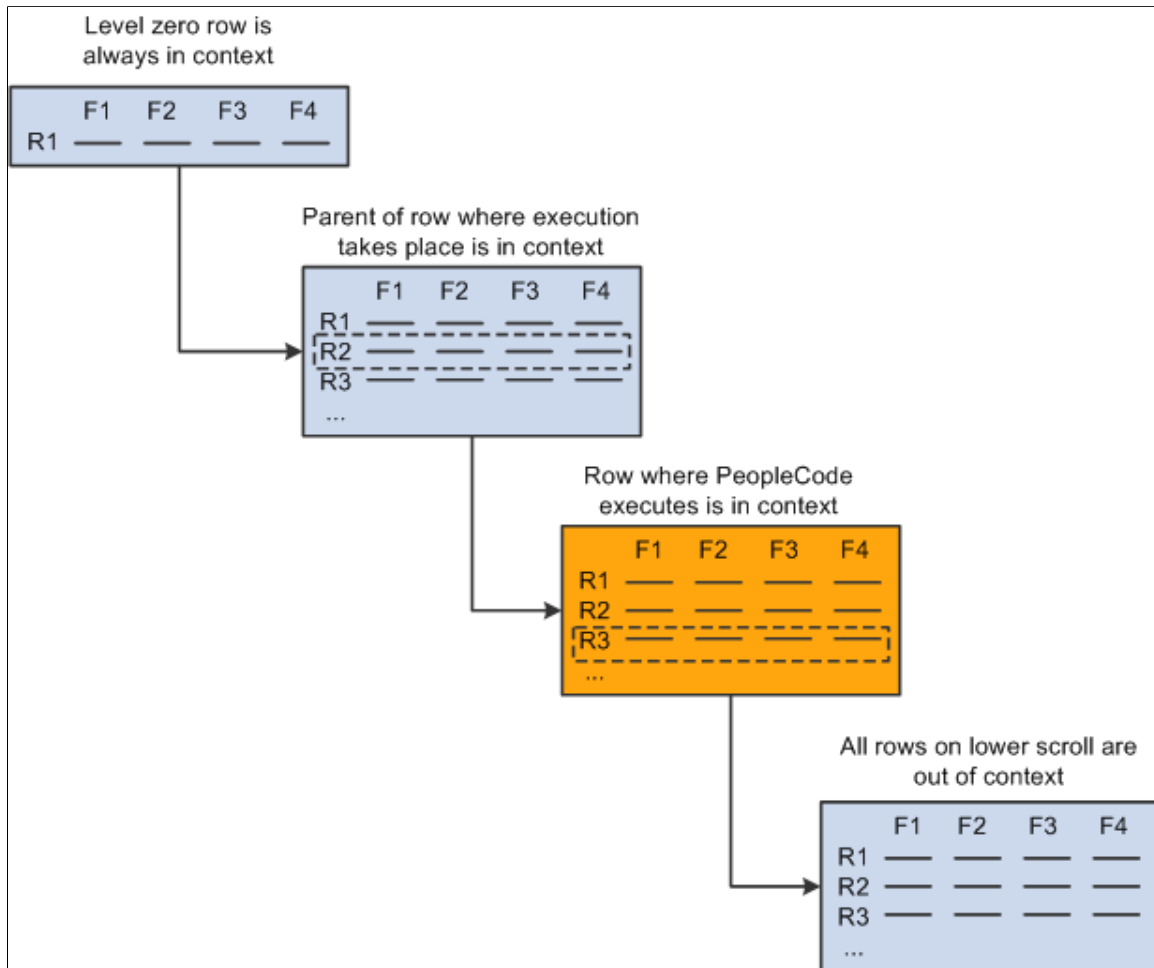 Level zero row is
always in context
F1 F2 F3 F4
R1
Parent of row where execution
takes place is in context
F1 F2 F3 F4
R1
R2
R3
...
Row where PeopleCode
executes is in context
F1 F2 F3 F4
R1
R2
R3
...
All rows on lower scroll are
out of context
F1 F2 F3 F4
R1
R2
R3
...